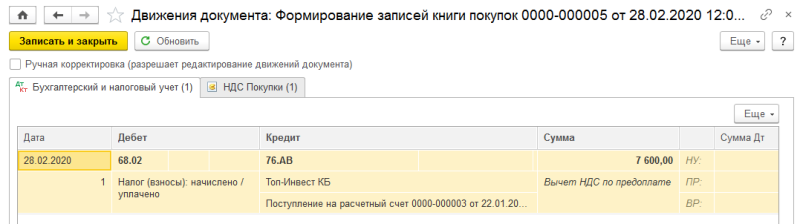 Движения документа: Формирование записей книги покупок 0000-000005 от 28.02.2020 12:0...
Записать и закрыть Обновить Еще ?
Ручная корректировка (разрешает редактирование движений документа)
Дт Кт Бухгалтерский и налоговый учет (1) НДС Покупки (1)
Еще
Дата Дебет Кредит Сумма Сумма Дт
28.02.2020 68.02 76.АВ 7 600,00 НУ:
1 Налог (взносы): начислено / уплачено Топ-Инвест КБ Вычет НДС по предоплате ПР:
Поступление на расчетный счет 0000-000003 от 22.01.20... ВР: